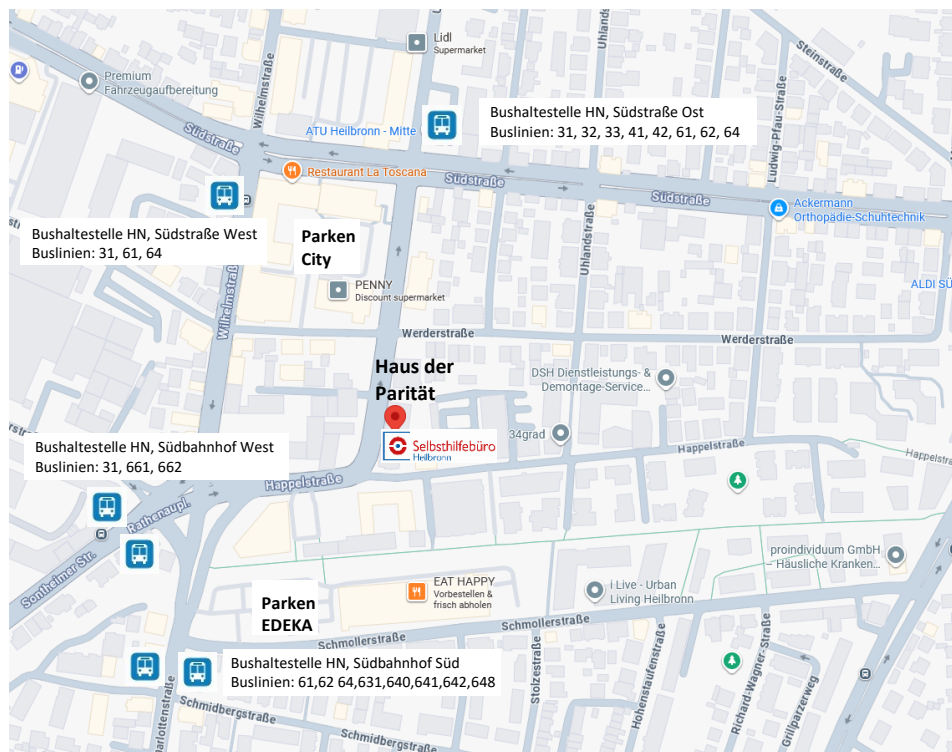 Lidl
Supermarket
Premium
Fahrzeugaufbereitung
Wilhelmstraße
Uhlands
Uhlandstr
Steinstraße
Ludwig-Pfau-Straße
Bushaltestelle HN, Südstraße Ost
Buslinien: 31, 32, 33, 41, 42, 61, 62, 64
ATU Heilbronn - Mitte
Südstraße
Restaurant La Toscana
Südstraße
Südstraße
Ackermann
Orthopädie-Schuhtechnik
Bushaltestelle HN, Südstraße West
Buslinien: 31, 61, 64
Parken
City
Uhlandstraße
PENNY
Discount supermarket
ALDI SÜ
Wilhelmstraße
Werderstraße
Werderstraße
Haus der
Parität
DSH Dienstleistungs- &
Demontage-Service...
Selbsthilfebüro
Heilbronn
34grad
Happelstraße
Happelstr
Bushaltestelle HN, Südbahnhof West
Buslinien: 31, 661, 662
Happelstraße
Rathenaupl.
Sontheimer Str.
proindividuum GmbH
– Häusliche Kranken...
EAT HAPPY
Vorbestellen &
frisch abholen
i Live - Urban
Living Heilbronn
Parken
EDEKA
Schmollerstraße
Schmollerstraße
Bushaltestelle HN, Südbahnhof Süd
Buslinien: 61,62 64,631,640,641,642,648
Stolzestraße
Hohenstaufenstraße
Richard-Wagner-Straße
Grillparzerweg
Schmidbergstraße
arlottenstraße